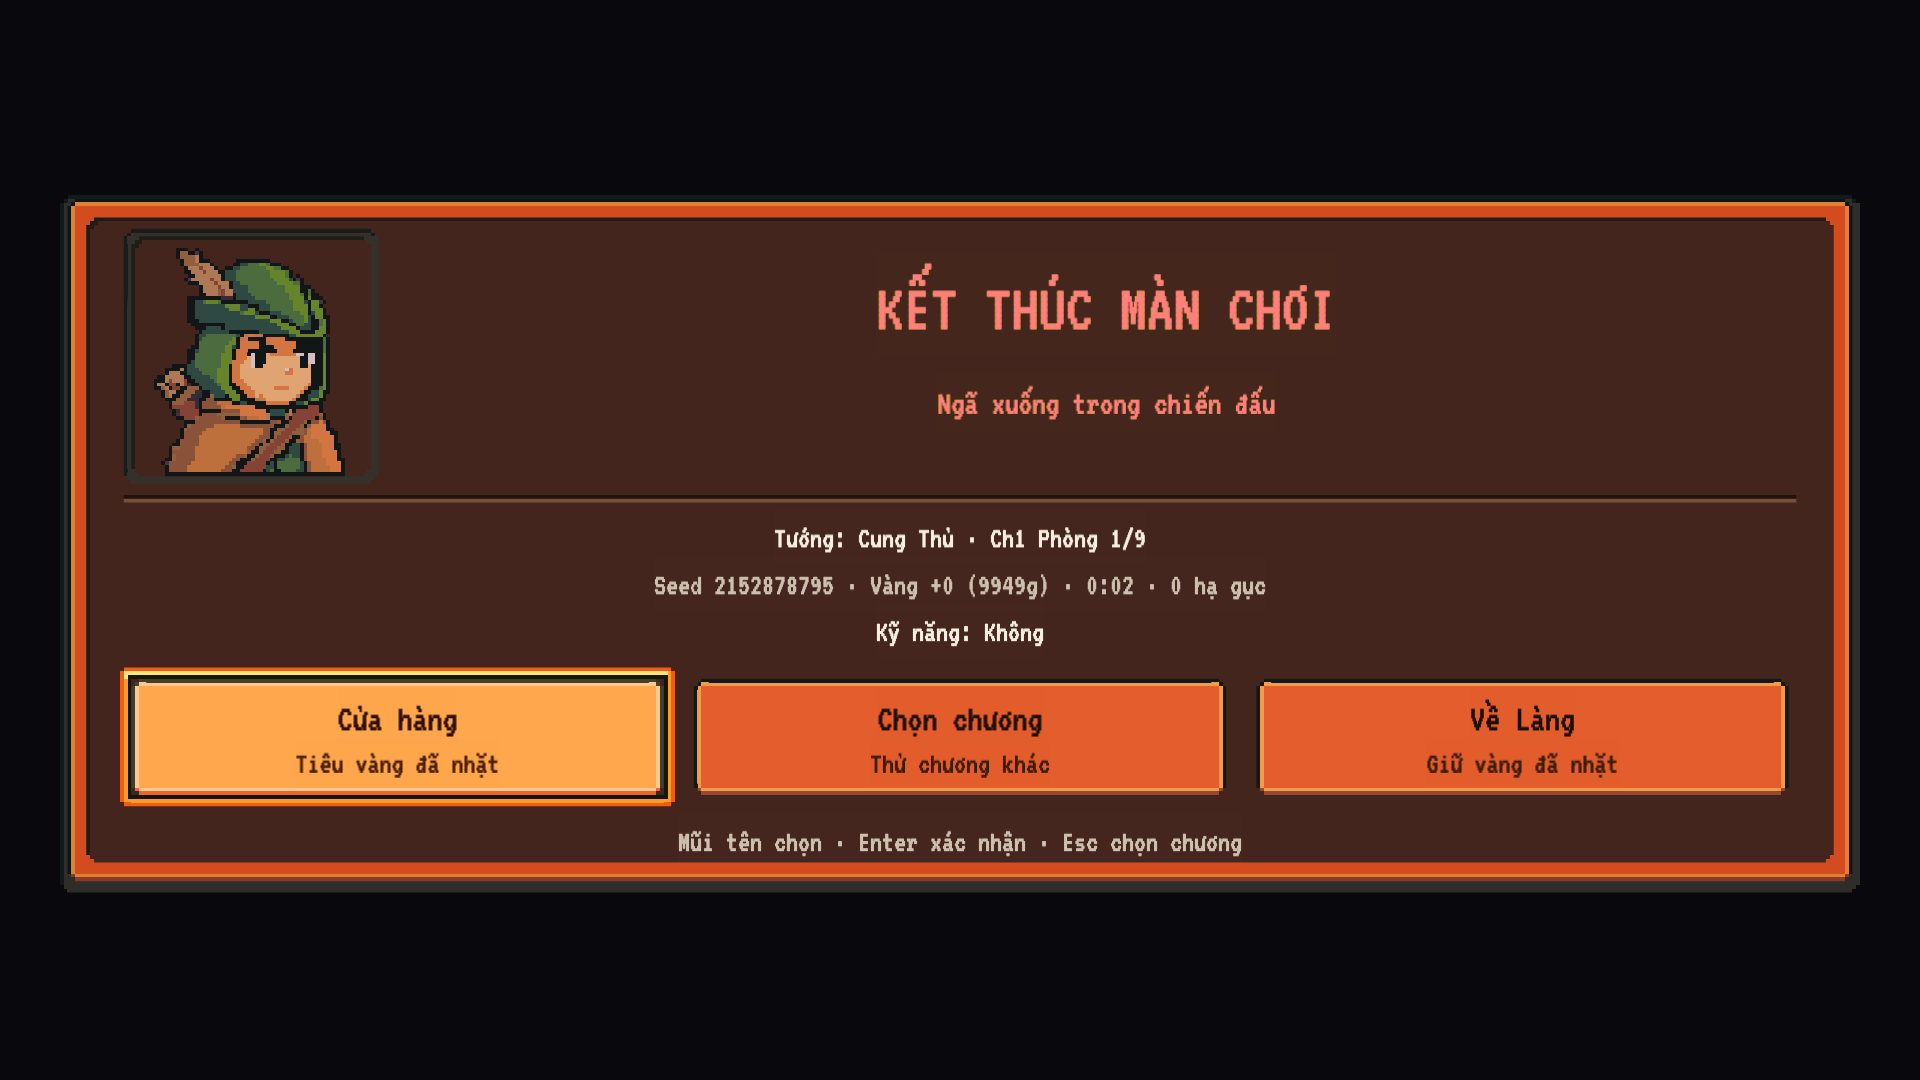 KẾT THÚC MÀN CHƠI
Ngã xuống trong chiến đấu
Tướng: Cung Thủ · Ch1 Phòng 1/9
Seed 2152878795 · Vàng +0 (9949g) · 0:02 · 0 hạ gục
Kỹ năng: Không
Cửa hàng
Tiêu vàng đã nhặt
Chọn chương
Thử chương khác
Về Làng
Giữ vàng đã nhặt
Mũi tên chọn · Enter xác nhận · Esc chọn chương